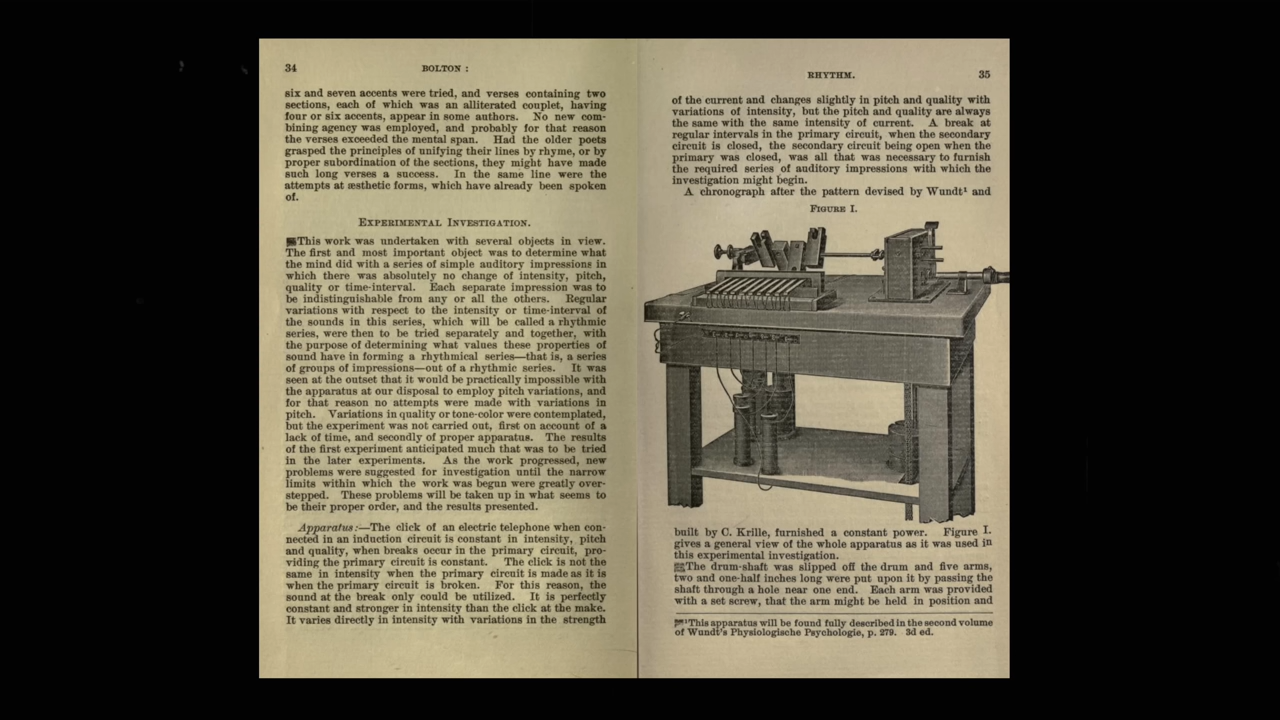 34
BOLTON :
six and seven accents were tried, and verses containing two
sections, each of which was an alliterated couplet, having
four or six accents, appear in some authors. No new com-
bining agency was employed, and probably for that reason
the verses exceeded the mental span. Had the older poets
grasped the principles of unifying their lines by rhyme, or by
proper subordination of the sections, they might have made
such long verses a success. In the same line were the
attempts at æsthetic forms, which have already been spoken
of.
EXPERIMENTAL INVESTIGATION.
This work was undertaken with several objects in view.
The first and most important object was to determine what
the mind did with a series of simple auditory impressions in
which there was absolutely no change of intensity, pitch,
quality or time-interval. Each separate impression was to
be indistinguishable from any or all the others. Regular
variations with respect to the intensity or time-interval of
the sounds in this series, which will be called a rhythmic
series, were then to be tried separately and together, with
the purpose of determining what values these properties of
sound have in forming a rhythmical series—that is, a series
of groups of impressions—out of a rhythmic series. It was
seen at the outset that it would be practically impossible with
the apparatus at our disposal to employ pitch variations, and
for that reason no attempts were made with variations in
pitch. Variations in quality or tone-color were contemplated,
but the experiment was not carried out, first on account of a
lack of time, and secondly of proper apparatus. The results
of the first experiment anticipated much that was to be tried
in the later experiments. As the work progressed, new
problems were suggested for investigation until the narrow
limits within which the work was begun were greatly over-
stepped. These problems will be taken up in what seems to
be their proper order, and the results presented.
Apparatus:—The click of an electric telephone when con-
nected in an induction circuit is constant in intensity, pitch
and quality, when breaks occur in the primary circuit, pro-
viding the primary circuit is constant. The click is not the
same in intensity when the primary circuit is made as it is
when the primary circuit is broken. For this reason, the
sound at the break only could be utilized. It is perfectly
constant and stronger in intensity than the click at the make.
It varies directly in intensity with variations in the strength
RHYTHM.
35
of the current and changes slightly in pitch and quality with
variations of intensity, but the pitch and quality are always
the same with the same intensity of current. A break at
regular intervals in the primary circuit, when the secondary
circuit is closed, the secondary circuit being open when the
primary was closed, was all that was necessary to furnish
the required series of auditory impressions with which the
investigation might begin.
A chronograph after the pattern devised by Wundt¹ and
FIGURE I.
built by C. Krille, furnished a constant power. Figure I.
gives a general view of the whole apparatus as it was used in
this experimental investigation.
The drum-shaft was slipped off the drum and five arms,
two and one-half inches long were put upon it by passing the
shaft through a hole near one end. Each arm was provided
with a set screw, that the arm might be held in position and
¹This apparatus will be found fully described in the second volume
of Wundt's Physiologische Psychologie, p. 279. 3d ed.